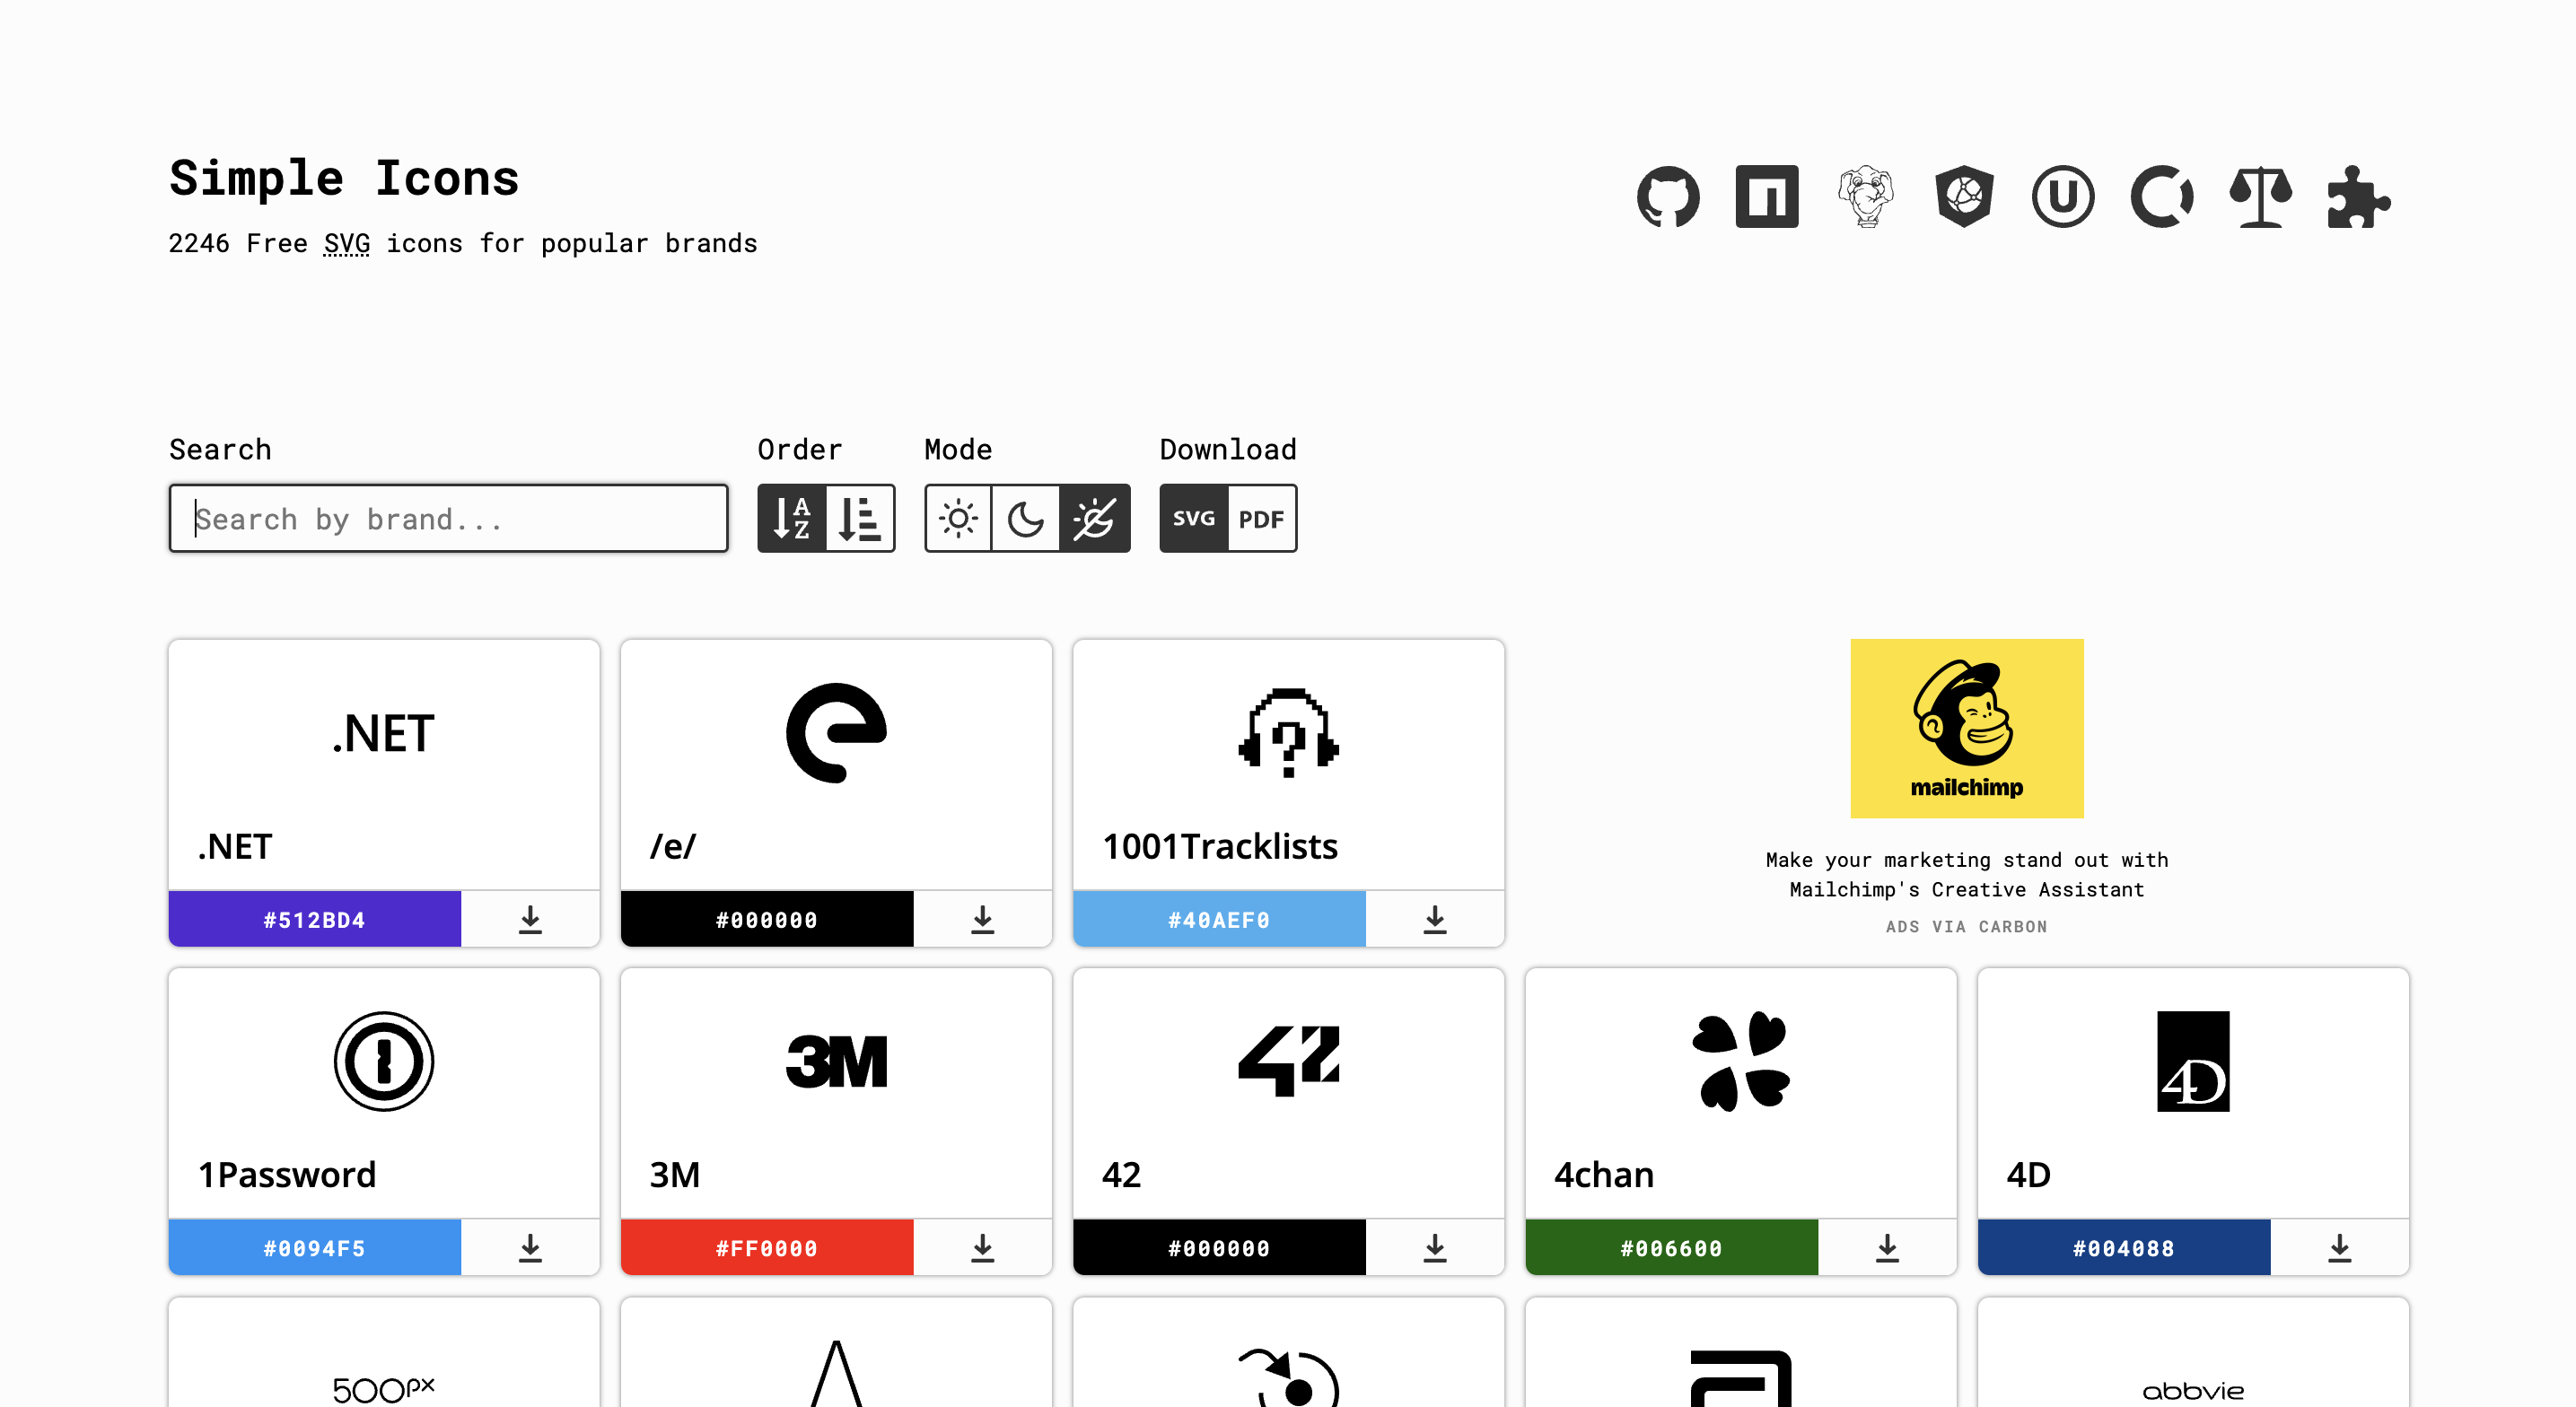 Simple Icons
2246 Free SVG icons for popular brands
Search
Order
Mode
Download
Search by brand...
A
Z
SVG
PDF
.NET
.NET
#512BD4
/e/
#000000
?
1001Tracklists
#40AEF0
mailchimp
Make your marketing stand out with
Mailchimp's Creative Assistant
ADS VIA CARBON
1Password
#0094F5
3M
3M
#FF0000
42
42
#000000
4chan
#006600
4D
4D
#004088
500px
abbvie